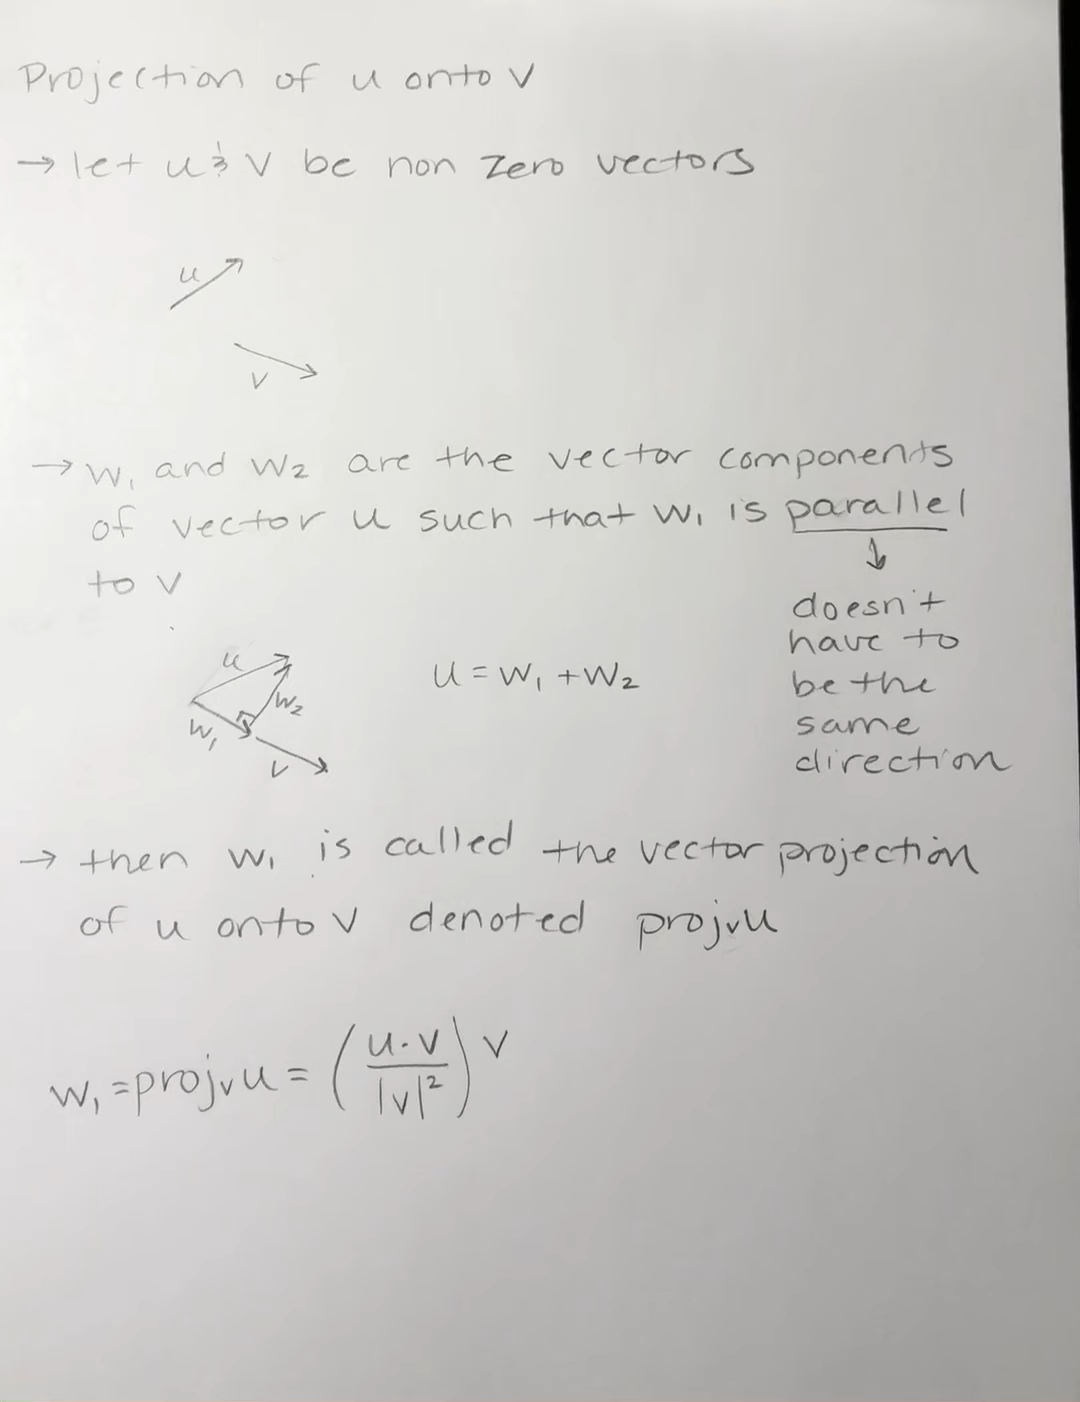 Projection of u onto v
→ let u & v be non zero vectors
u
v
→ w₁ and w₂ are the vector components
of vector u such that w₁ is parallel
to v
↓
doesn't
have to
be the
same
direction
u
w₂
w₁
v
u = w₁ + w₂
→ then w₁ is called the vector projection
of u onto v denoted projᵥu
w₁ = projᵥu = (u·v / |v|²) v